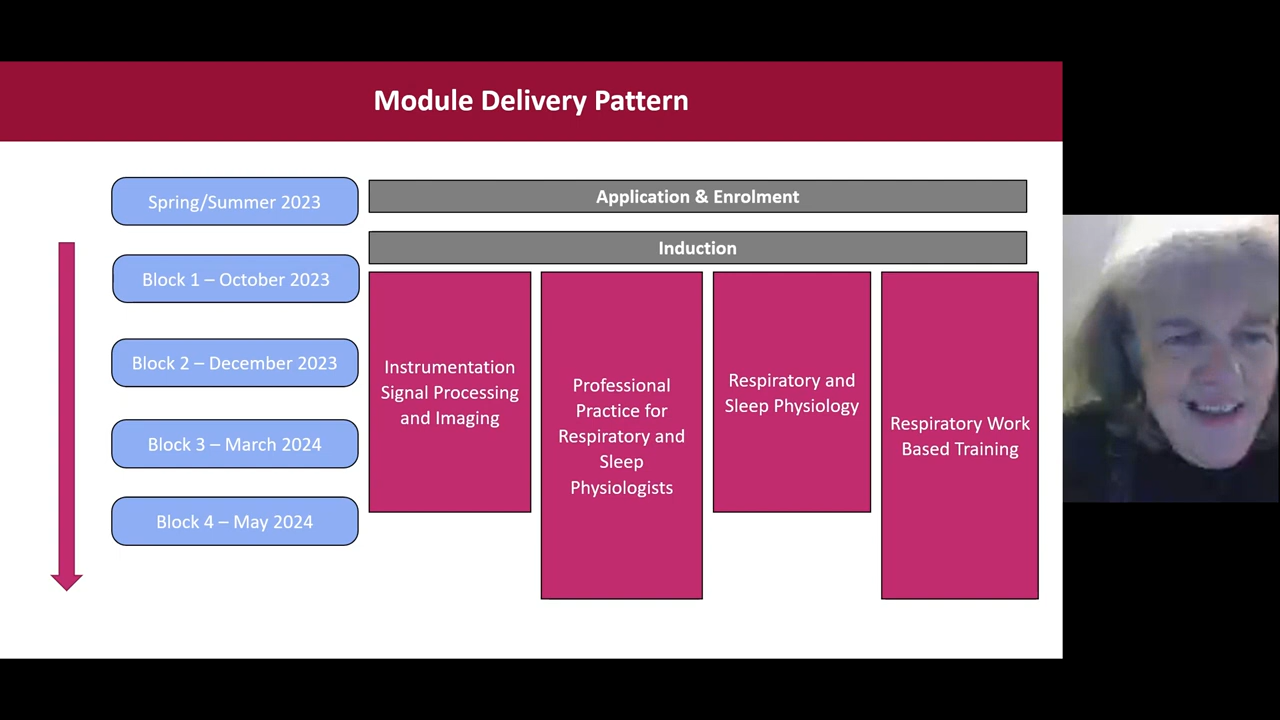 Module Delivery Pattern
Spring/Summer 2023
Application & Enrolment
Induction
Block 1 – October 2023
Block 2 – December 2023
Block 3 – March 2024
Block 4 – May 2024
Instrumentation
Signal Processing
and Imaging
Professional
Practice for
Respiratory and
Sleep
Physiologists
Respiratory and
Sleep Physiology
Respiratory Work
Based Training